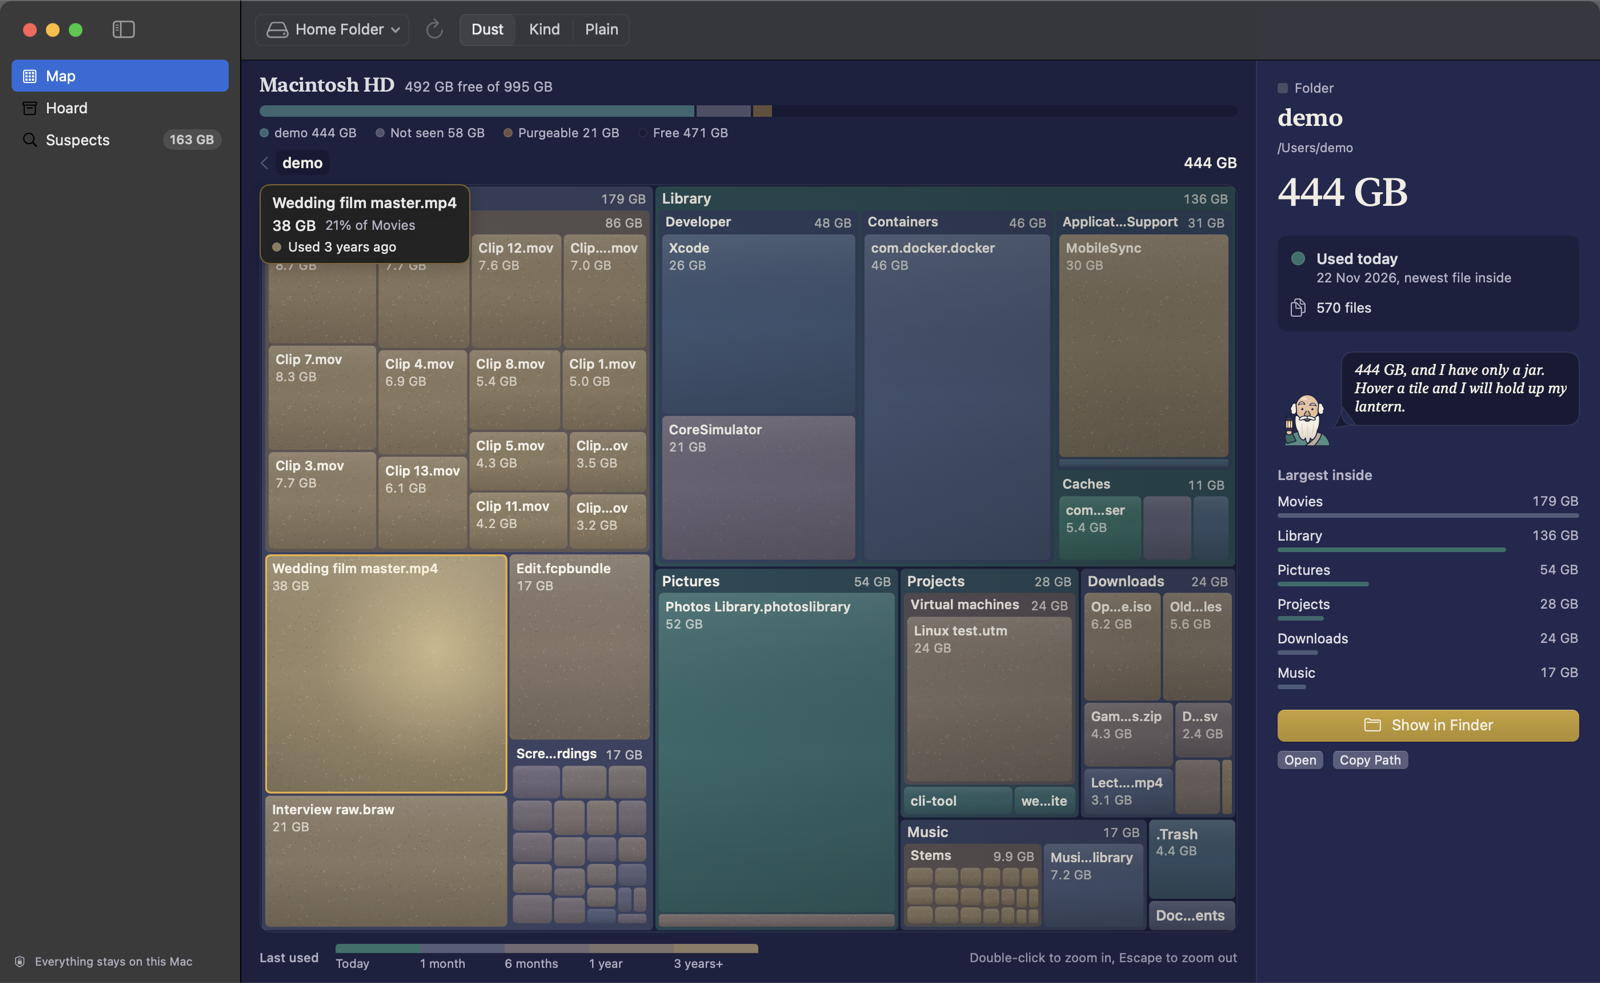 Home Folder
Dust
Kind
Plain
Map
Hoard
Suspects
163 GB
Everything stays on this Mac
Macintosh HD 492 GB free of 995 GB
demo 444 GB
Not seen 58 GB
Purgeable 21 GB
Free 471 GB
demo
444 GB
Wedding film master.mp4
38 GB 21% of Movies
Used 3 years ago
179 GB
86 GB
8.7 GB
7.7 GB
Clip 12.mov
7.6 GB
Clip....mov
7.0 GB
Clip 7.mov
8.3 GB
Clip 4.mov
6.9 GB
Clip 8.mov
5.4 GB
Clip 1.mov
5.0 GB
Clip 5.mov
4.3 GB
Clip...ov
3.5 GB
Clip 3.mov
7.7 GB
Clip 13.mov
6.1 GB
Clip 11.mov
4.2 GB
Clip...ov
3.2 GB
Wedding film master.mp4
38 GB
Edit.fcpbundle
17 GB
Scre...rdings 17 GB
Interview raw.braw
21 GB
Library 136 GB
Developer 48 GB
Xcode
26 GB
CoreSimulator
21 GB
Containers 46 GB
com.docker.docker
46 GB
Applicat...Support 31 GB
MobileSync
30 GB
Caches 11 GB
com...ser
5.4 GB
Pictures 54 GB
Photos Library.photoslibrary
52 GB
Projects 28 GB
Virtual machines 24 GB
Linux test.utm
24 GB
cli-tool
we...ite
Downloads 24 GB
Op...e.iso
6.2 GB
Old...les
5.6 GB
Gam...s.zip
4.3 GB
D...sv
2.4 GB
Lect....mp4
3.1 GB
Music 17 GB
Stems 9.9 GB
Musi...library
7.2 GB
.Trash
4.4 GB
Doc...ents
Last used
Today
1 month
6 months
1 year
3 years+
Double-click to zoom in, Escape to zoom out
Folder
demo
/Users/demo
444 GB
Used today
22 Nov 2026, newest file inside
570 files
444 GB, and I have only a jar.
Hover a tile and I will hold up my
lantern.
Largest inside
Movies 179 GB
Library 136 GB
Pictures 54 GB
Projects 28 GB
Downloads 24 GB
Music 17 GB
Show in Finder
Open
Copy Path